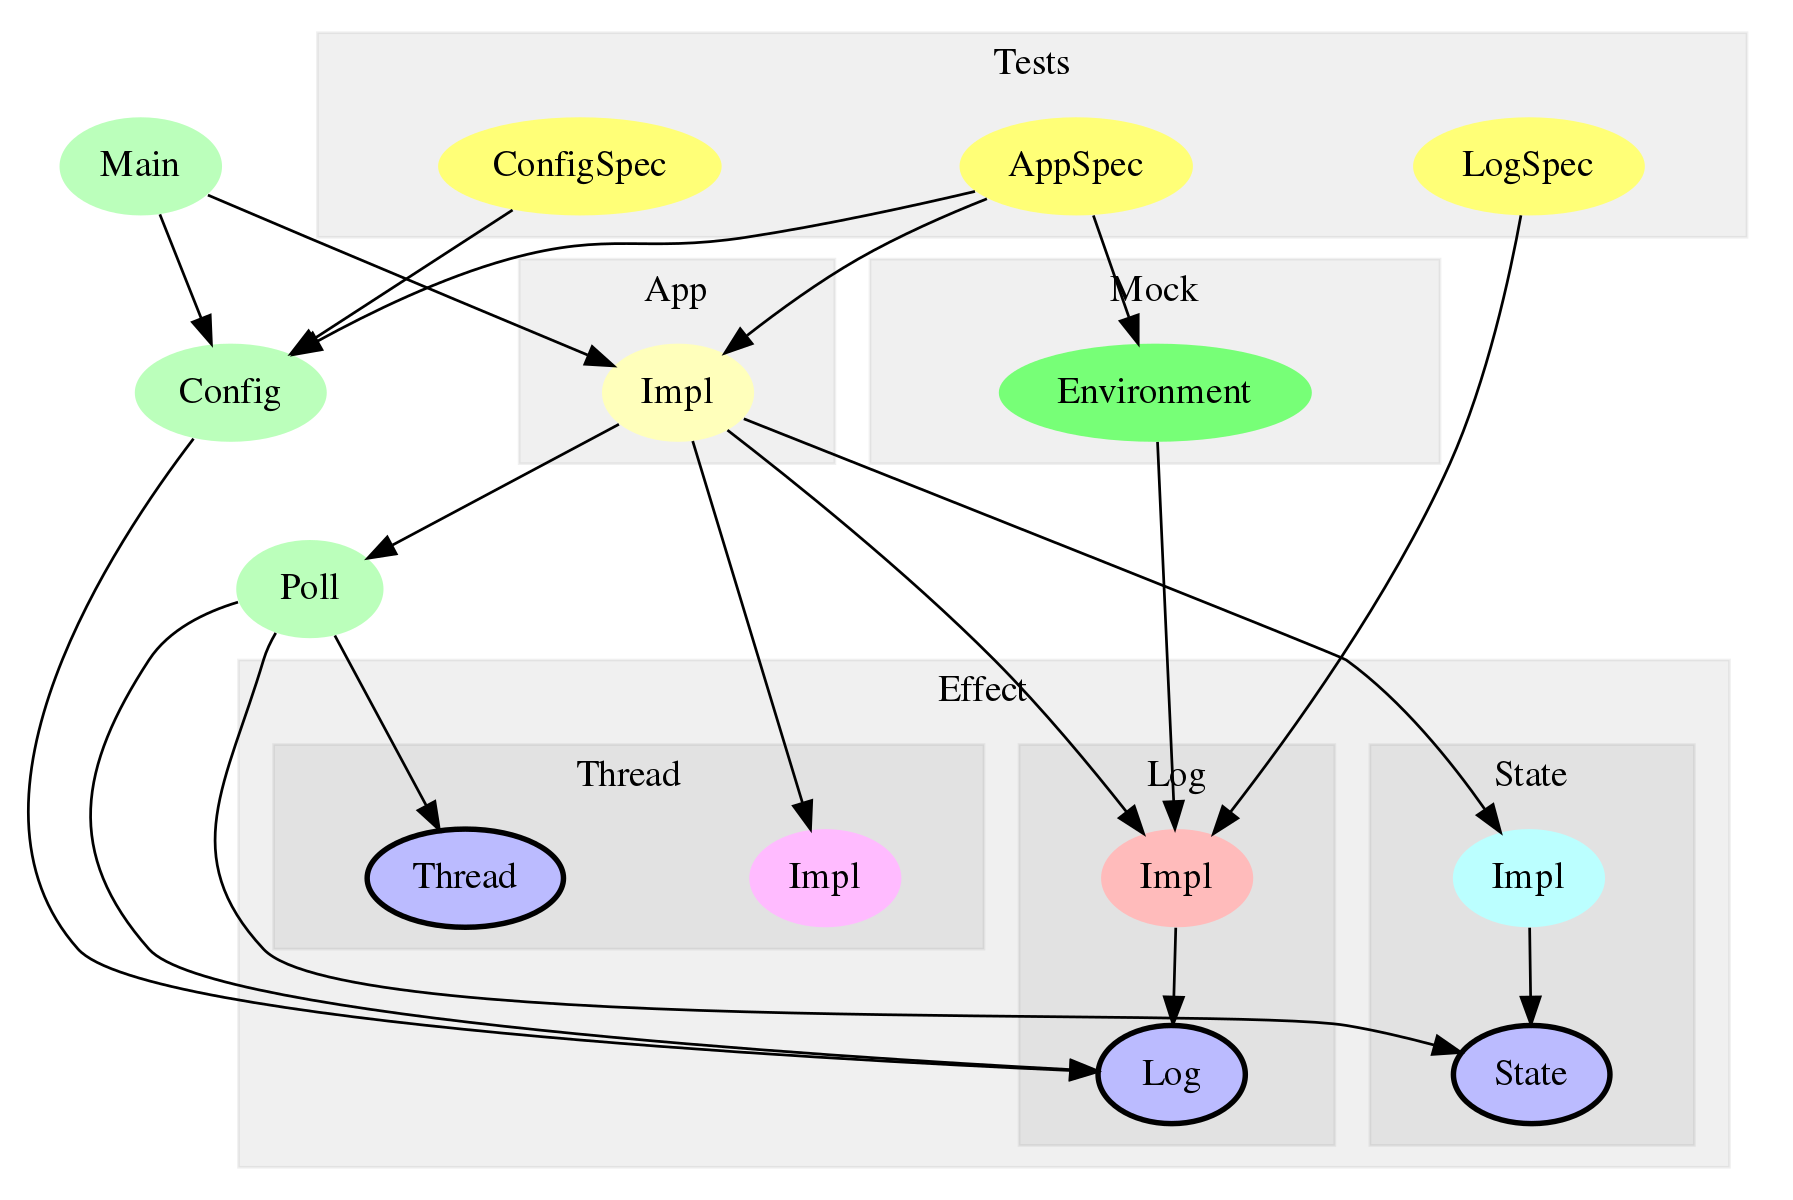 Tests
Main
ConfigSpec
AppSpec
LogSpec
App
Mock
Config
Impl
Environment
Poll
Effect
Thread
Log
State
Thread
Impl
Impl
Impl
Log
State